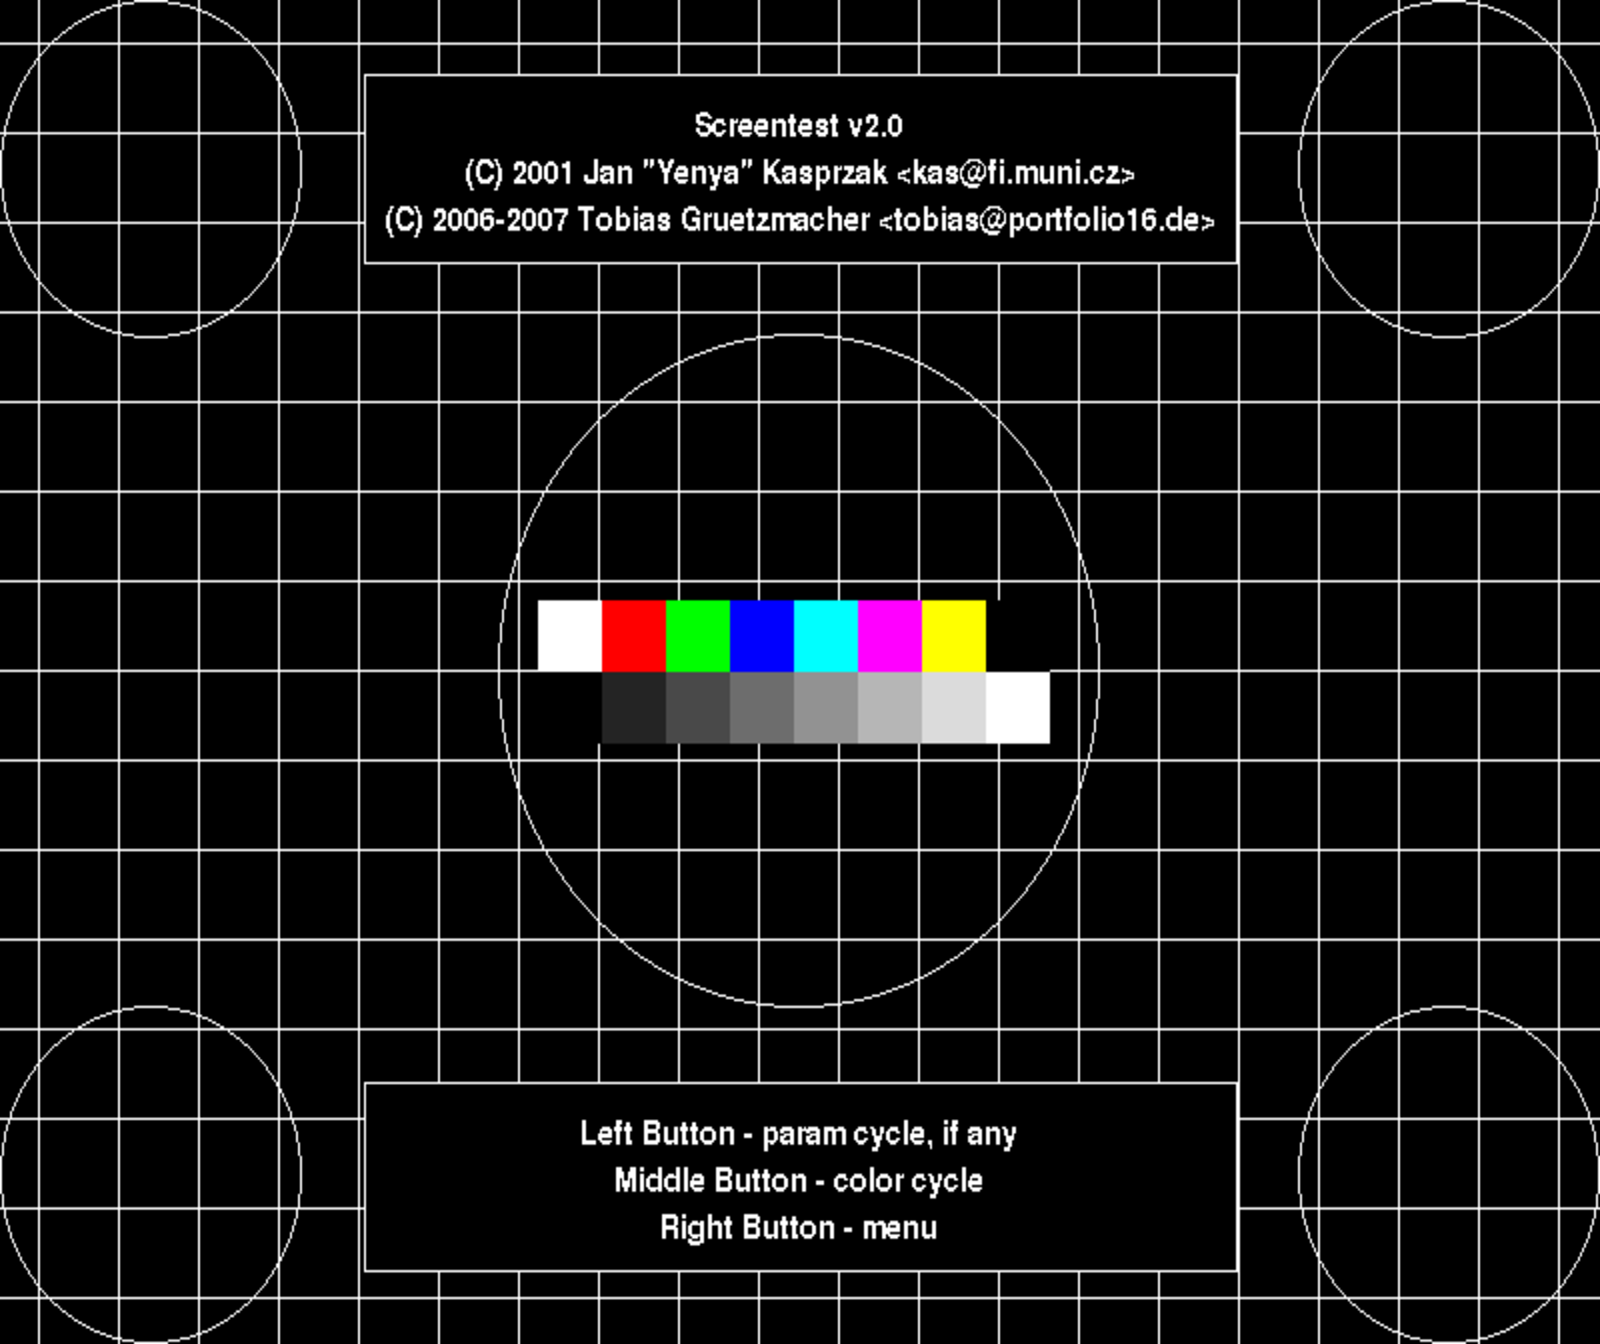 Screentest v2.0
(C) 2001 Jan "Yenya" Kasprzak <kas@fi.muni.cz>
(C) 2006-2007 Tobias Gruetzmacher <tobias@portfolio16.de>
Left Button - param cycle, if any
Middle Button - color cycle
Right Button - menu